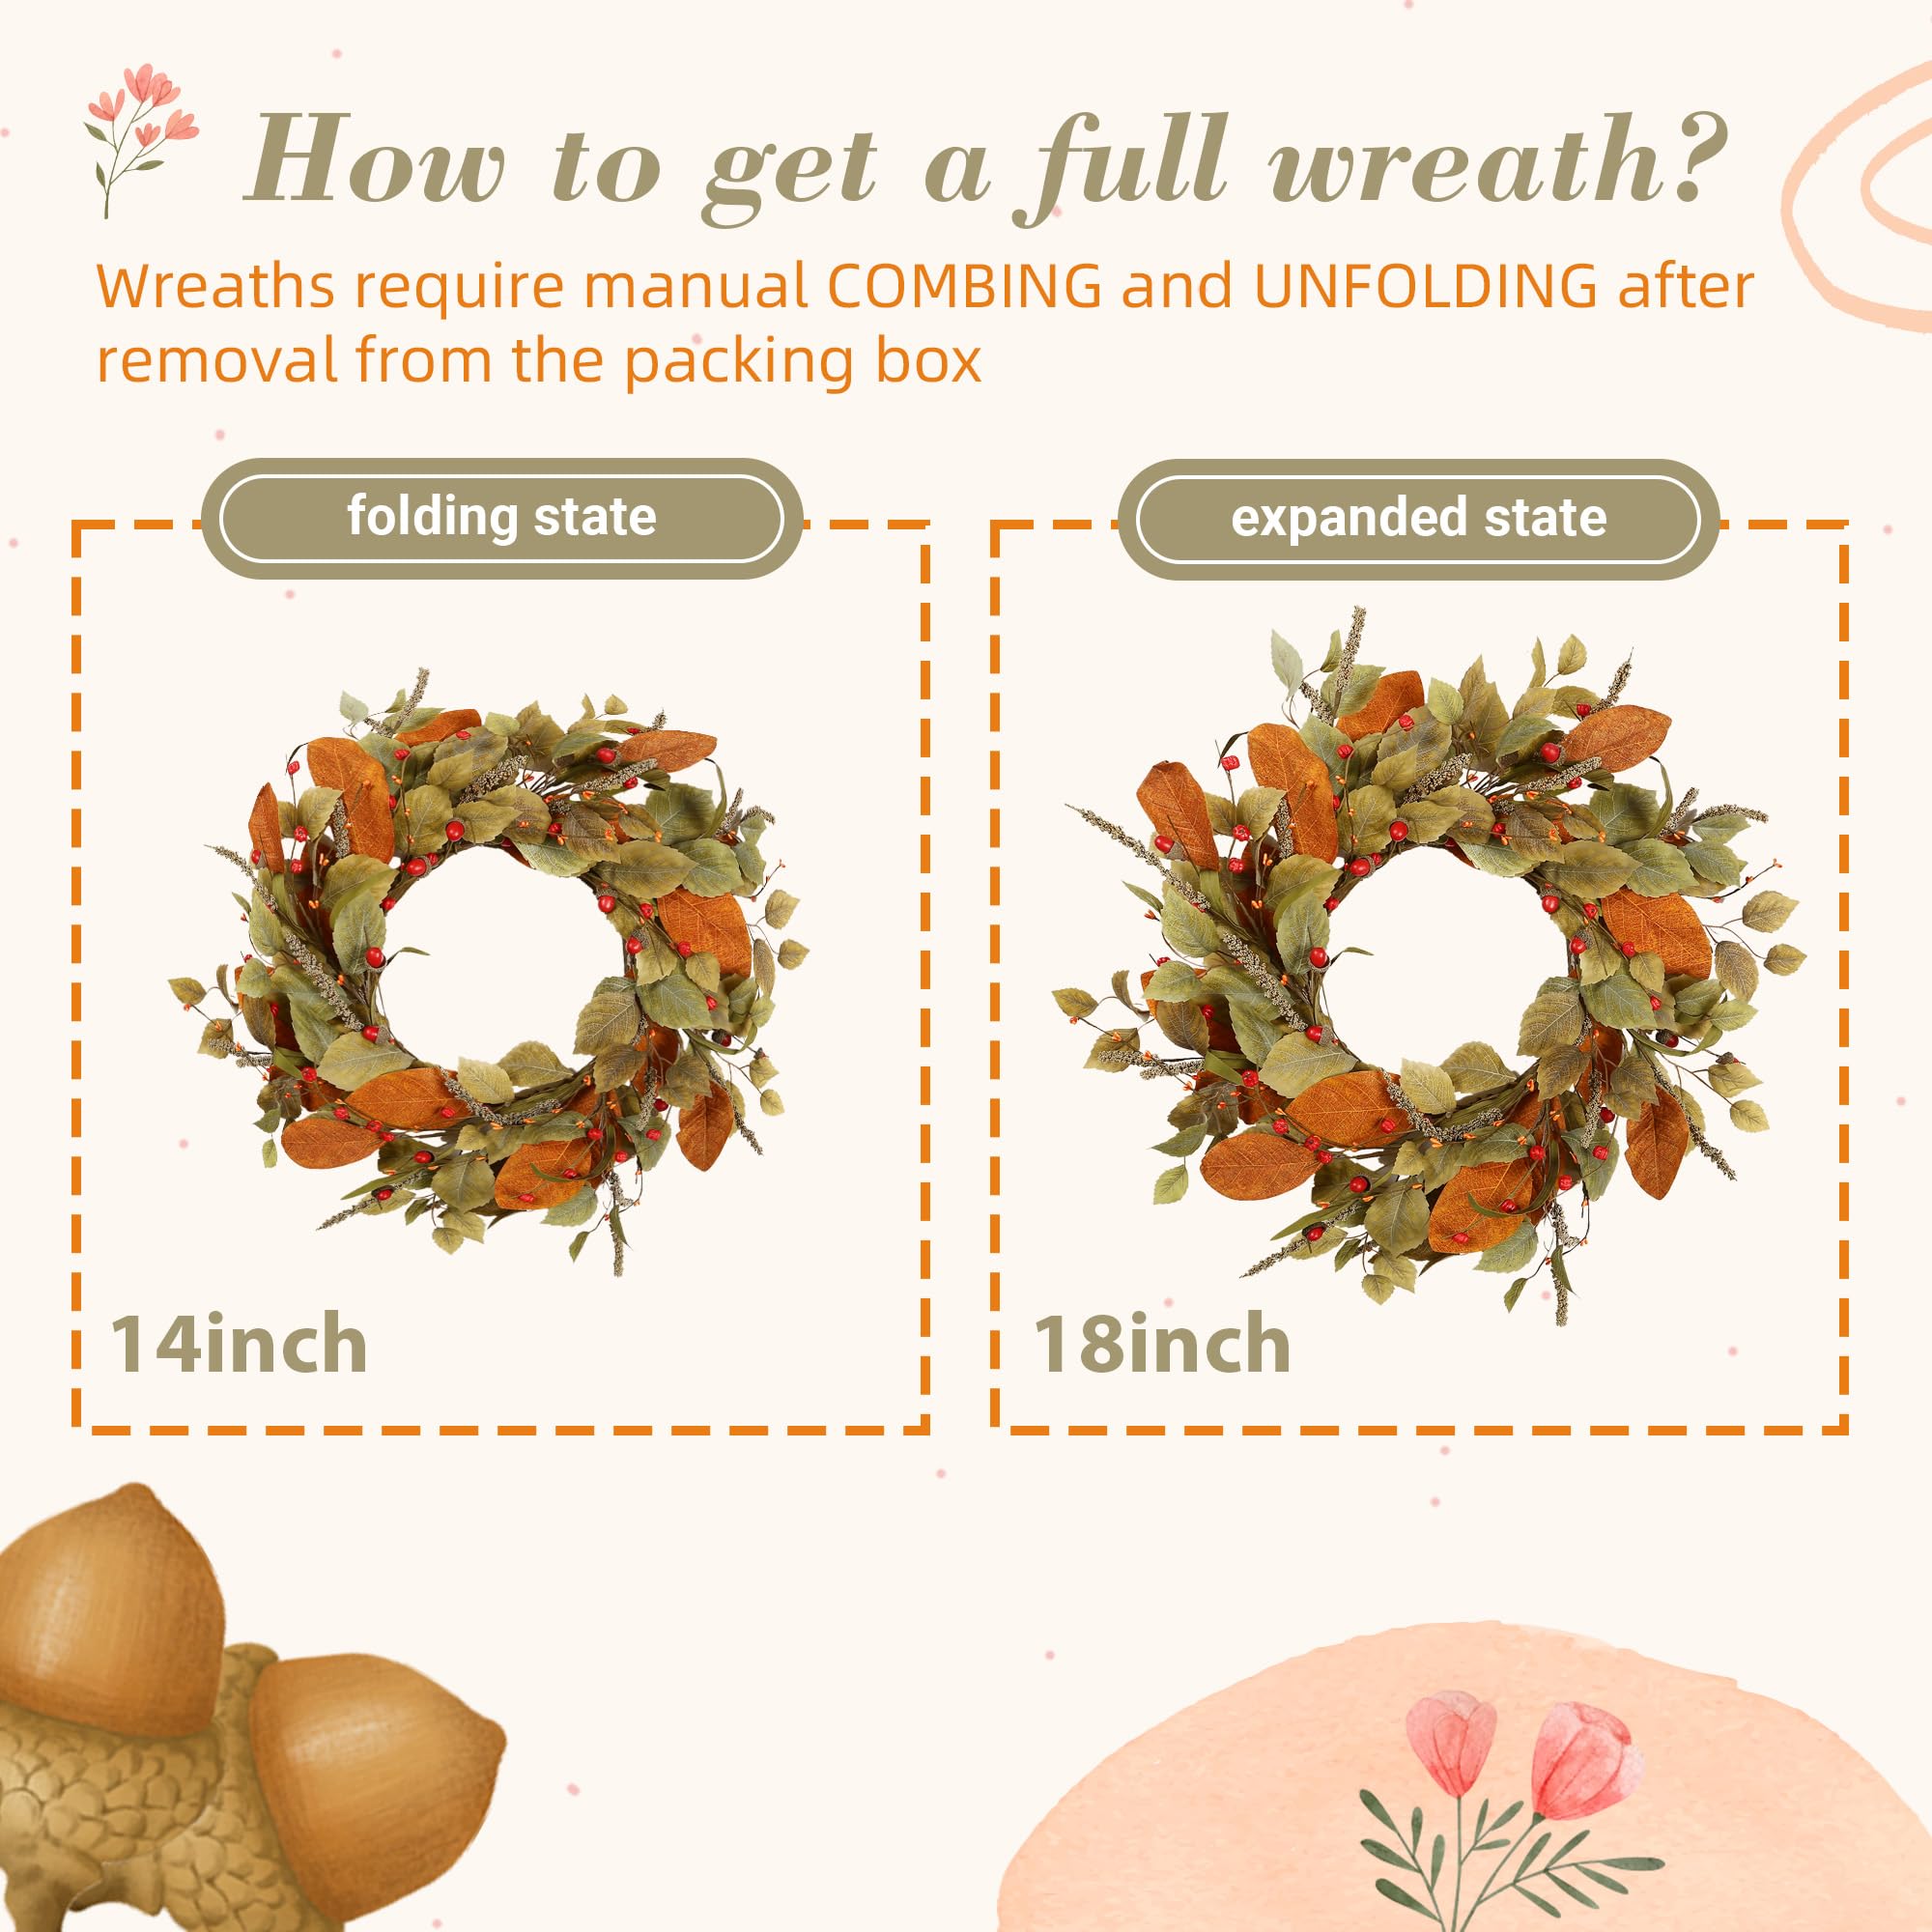 How to get a full wreath?
Wreaths require manual COMBING and UNFOLDING after
removal from the packing box
folding state
expanded state
14inch
18inch